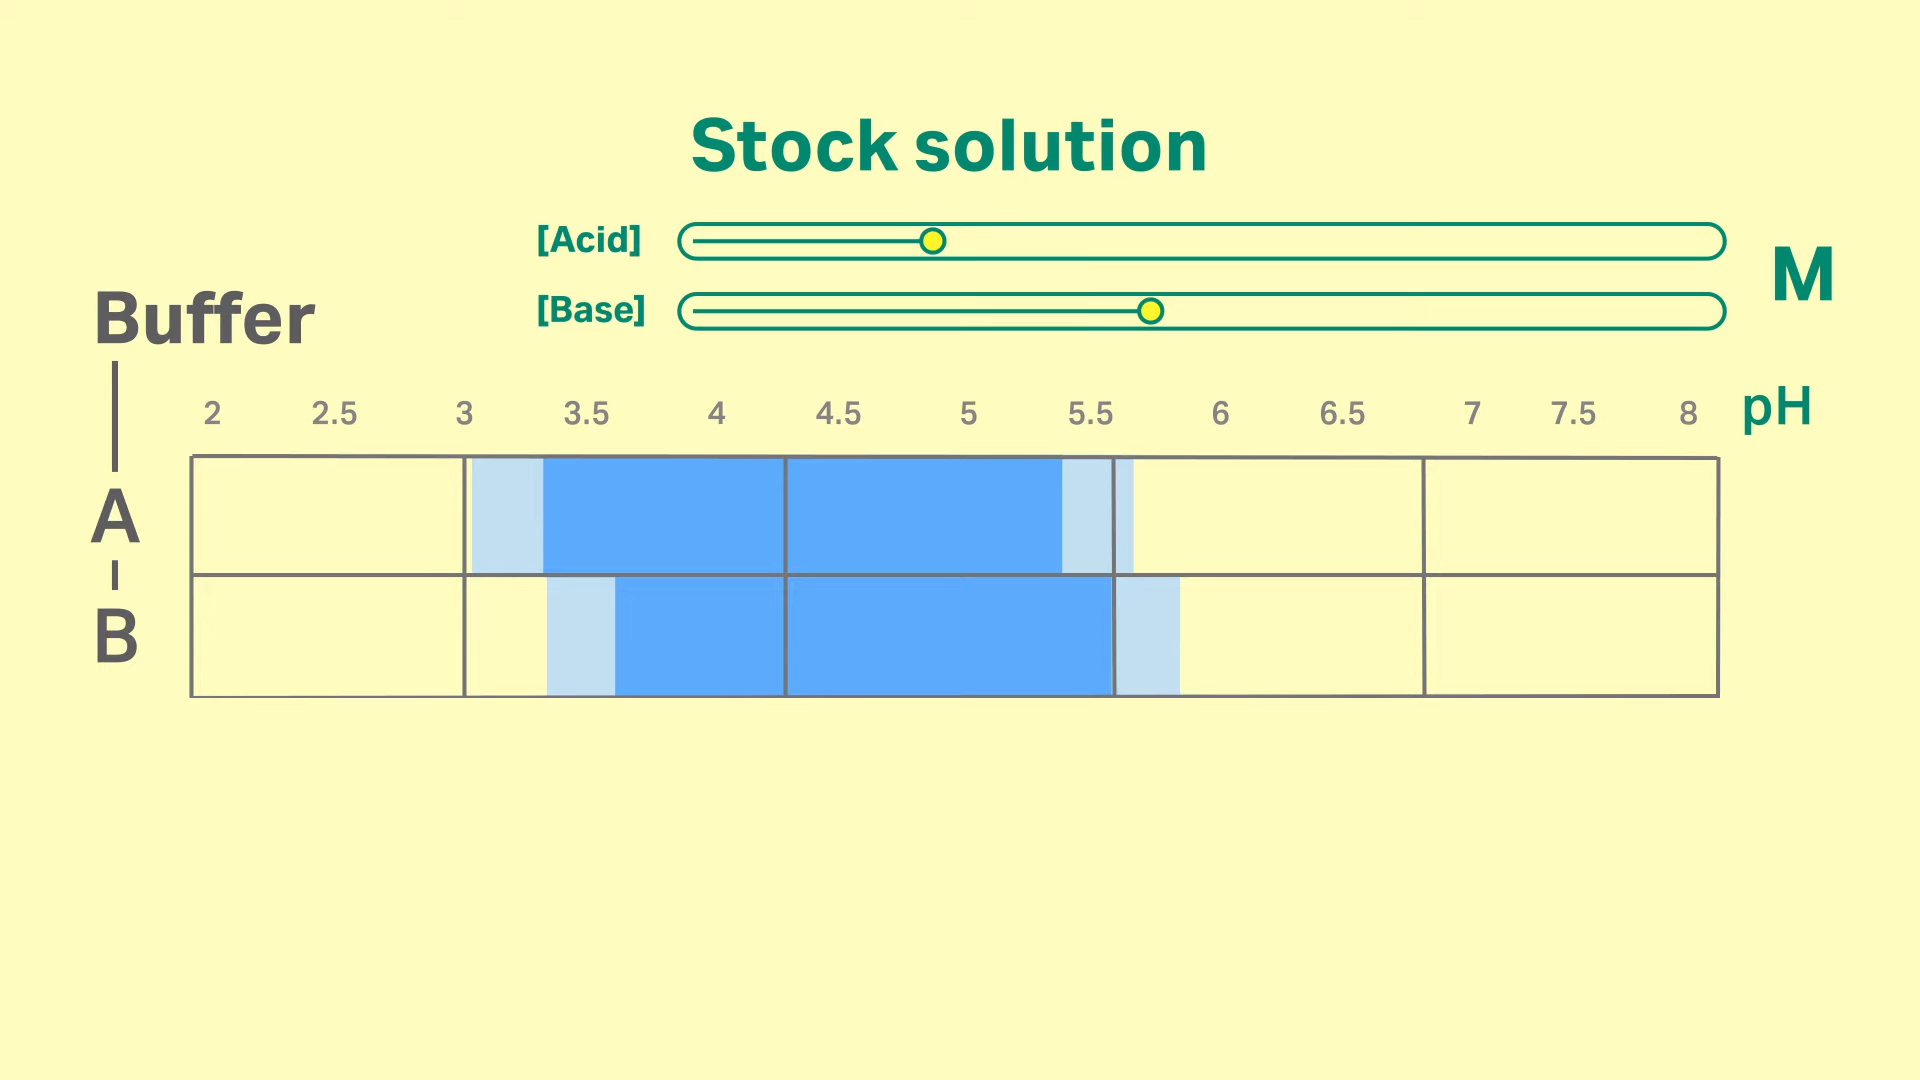 Stock solution
[Acid]
M
[Base]
Buffer
2 2.5 3 3.5 4 4.5 5 5.5 6 6.5 7 7.5 8 pH
A
B